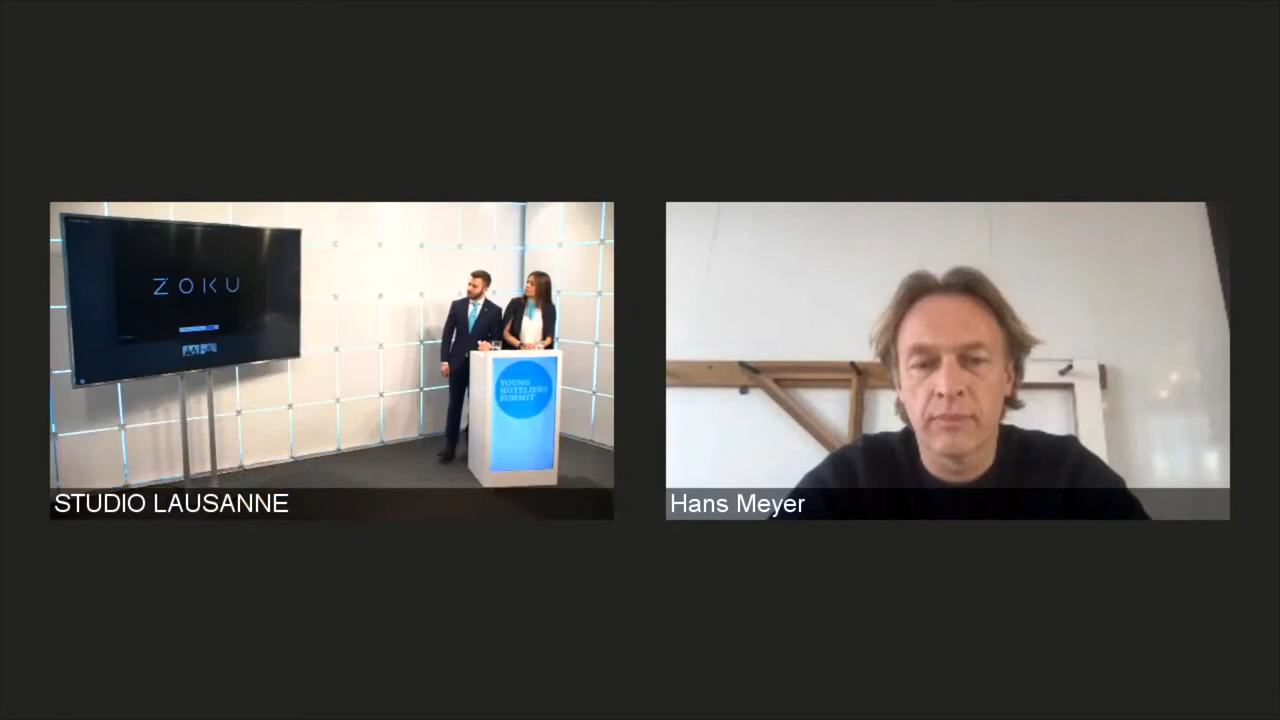 ZOKU
YOUNG
HOTELIERS
SUMMIT
STUDIO LAUSANNE
Hans Meyer